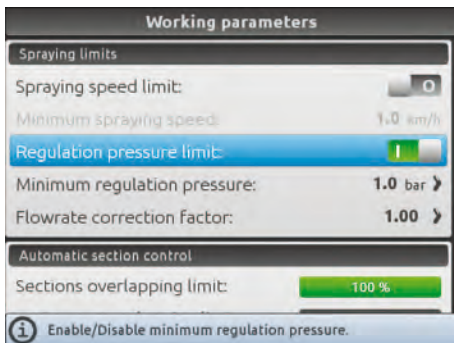 Working parameters
Spraying limits
Spraying speed limit: O
Minimum spraying speed: 1.0 km/h
Regulation pressure limit: I
Minimum regulation pressure: 1.0 bar
Flowrate correction factor: 1.00
Automatic section control
Sections overlapping limit: 100 %
Enable/Disable minimum regulation pressure.